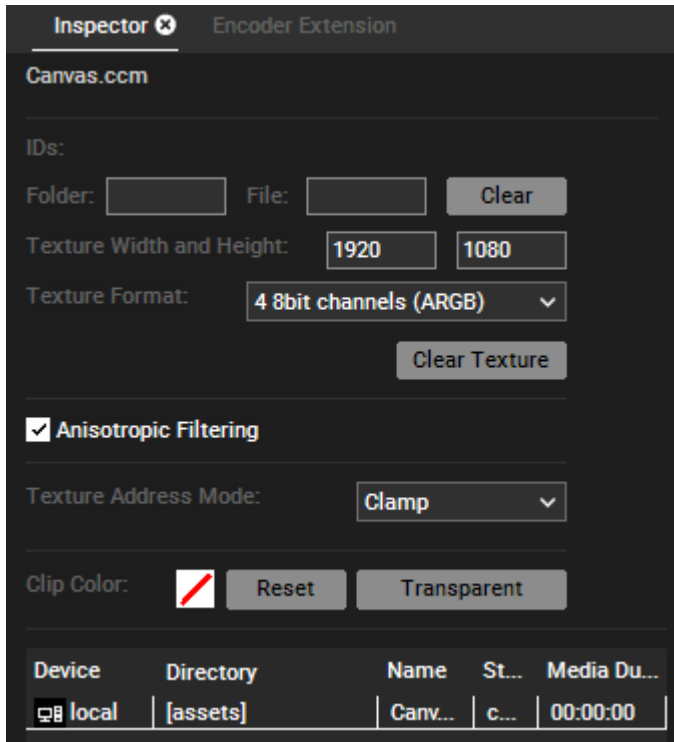 Inspector Encoder Extension
Canvas.ccm
IDs:
Folder: File: Clear
Texture Width and Height: 1920 1080
Texture Format: 4 8bit channels (ARGB)
Clear Texture
Anisotropic Filtering
Texture Address Mode: Clamp
Clip Color: Reset Transparent
Device Directory Name St... Media Du...
local [assets] Canv... c... 00:00:00